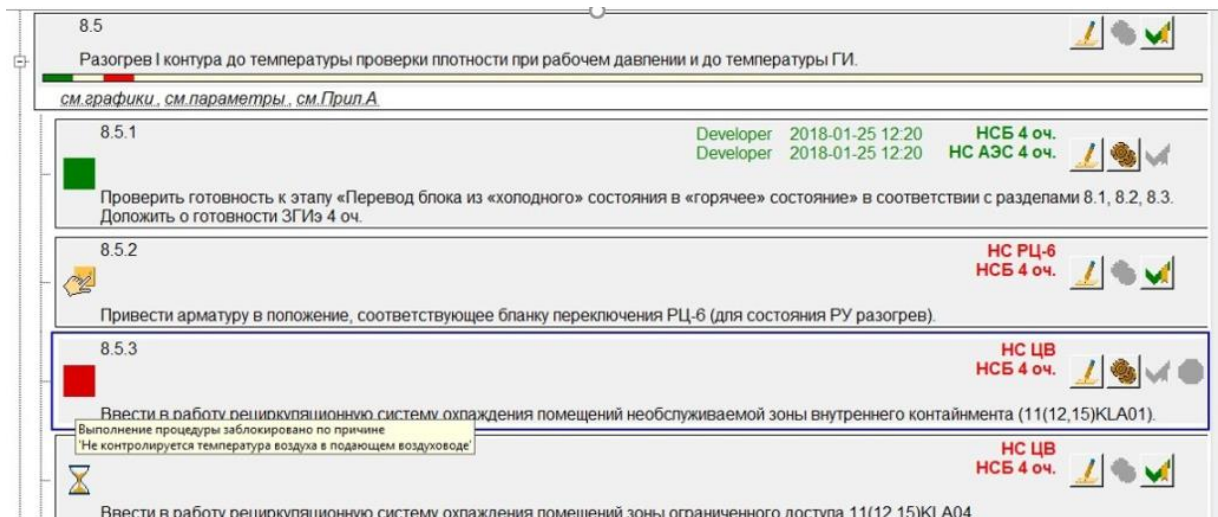 8.5
Разогрев I контура до температуры проверки плотности при рабочем давлении и до температуры ГИ.
см.графики , см.параметры , см.Прил.А
8.5.1
Developer 2018-01-25 12:20 НСБ 4 оч.
Developer 2018-01-25 12:20 НС АЭС 4 оч.
Проверить готовность к этапу «Перевод блока из «холодного» состояния в «горячее» состояние» в соответствии с разделами 8.1, 8.2, 8.3.
Доложить о готовности ЗГИэ 4 оч.
8.5.2
НС РЦ-6
НСБ 4 оч.
Привести арматуру в положение, соответствующее бланку переключения РЦ-6 (для состояния РУ разогрев).
8.5.3
НС ЦВ
НСБ 4 оч.
Ввести в работу рециркуляционную систему охлаждения помещений необслуживаемой зоны внутреннего контайнмента (11(12,15)KLA01).
Выполнение процедуры заблокировано по причине
'Не контролируется температура воздуха в подающем воздуховоде'
НС ЦВ
НСБ 4 оч.
Ввести в работу рециркуляционную систему охлаждения помещений зоны ограниченного доступа 11(12,15)KLA04